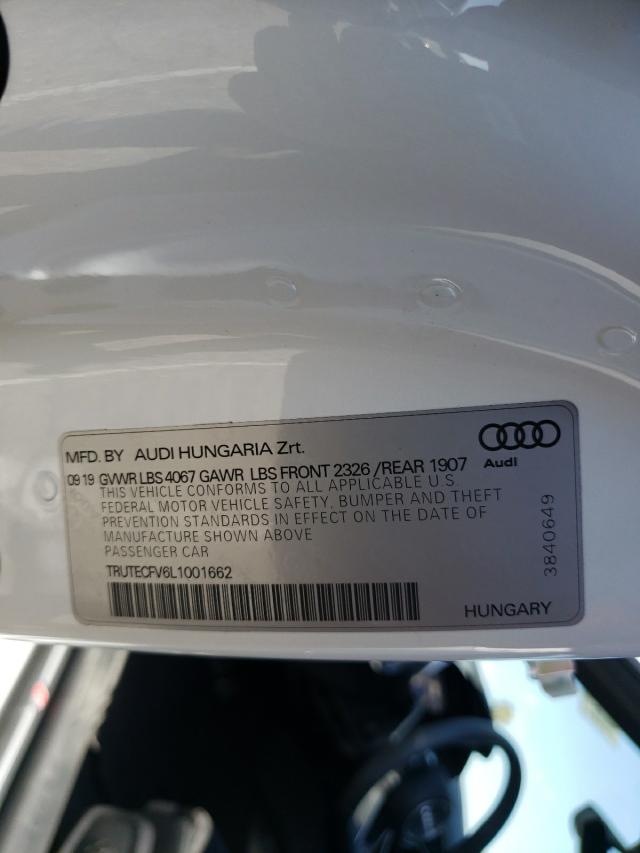 MFD. BY AUDI HUNGARIA Zrt.
09 19 GVWR LBS 4067 GAWR LBS FRONT 2326 /REAR 1907
Audi
THIS VEHICLE CONFORMS TO ALL APPLICABLE U.S
FEDERAL MOTOR VEHICLE SAFETY, BUMPER AND THEFT
PREVENTION STANDARDS IN EFFECT ON THE DATE OF
MANUFACTURE SHOWN ABOVE
PASSENGER CAR
TRUTECFV6L1001662
HUNGARY
3840649